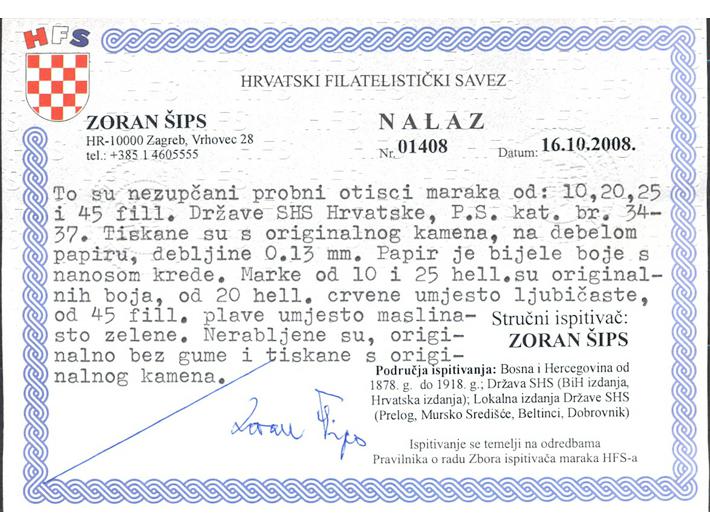 HFS
HRVATSKI FILATELISTIČKI SAVEZ
ZORAN ŠIPS
HR-10000 Zagreb, Vrhovec 28
tel.: +385 1 4605555
NALAZ
Nr. 01408 Datum: 16.10.2008.
To su nezupčani probni otisci maraka od: 10,20,25
i 45 fill. Države SHS Hrvatske, P.S. kat. br. 34-
37. Tiskane su s originalnog kamena, na debelom
papiru, debljine 0.13 mm. Papir je bijele boje s
nanosom krede. Marke od 10 i 25 hell.su original-
nih boja, od 20 hell. crvene umjesto ljubičaste,
od 45 fill. plave umjesto maslina-
sto zelene. Nerabljene su, origi-
nalno bez gume i tiskane s origi-
nalnog kamena.
Stručni ispitivač:
ZORAN ŠIPS
Područja ispitivanja: Bosna i Hercegovina od
1878. g. do 1918. g.; Država SHS (BiH izdanja,
Hrvatska izdanja); Lokalna izdanja Države SHS
(Prelog, Mursko Središće, Beltinci, Dobrovnik)
Zoran Šips
Ispitivanje se temelji na odredbama
Pravilnika o radu Zbora ispitivača maraka HFS-a